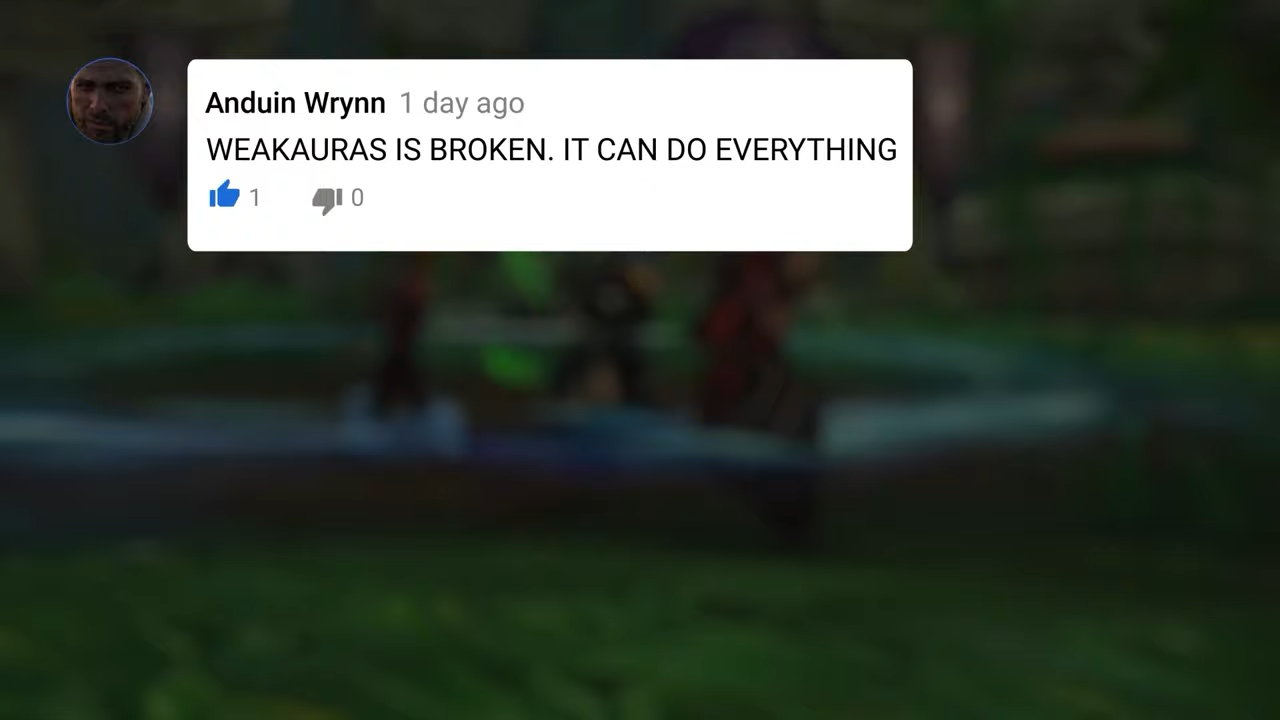 Anduin Wrynn 1 day ago
WEAKAURAS IS BROKEN. IT CAN DO EVERYTHING
1 0